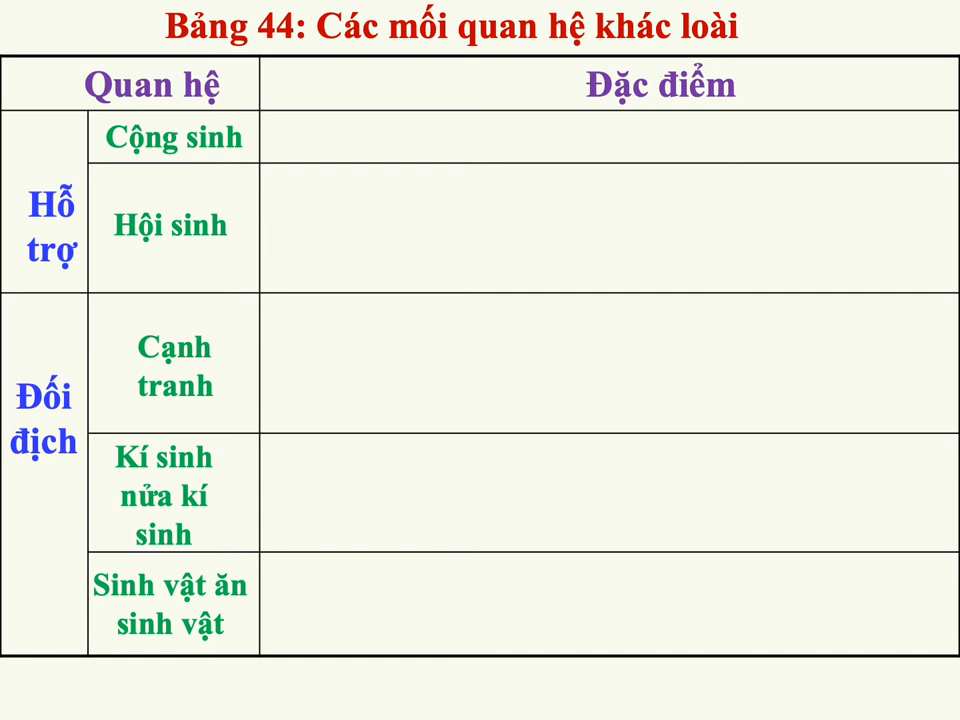 Bảng 44: Các mối quan hệ khác loài
Quan hệ
Đặc điểm
Hỗ
trợ
Cộng sinh
Hội sinh
Đối
địch
Cạnh
tranh
Kí sinh
nửa kí
sinh
Sinh vật ăn
sinh vật